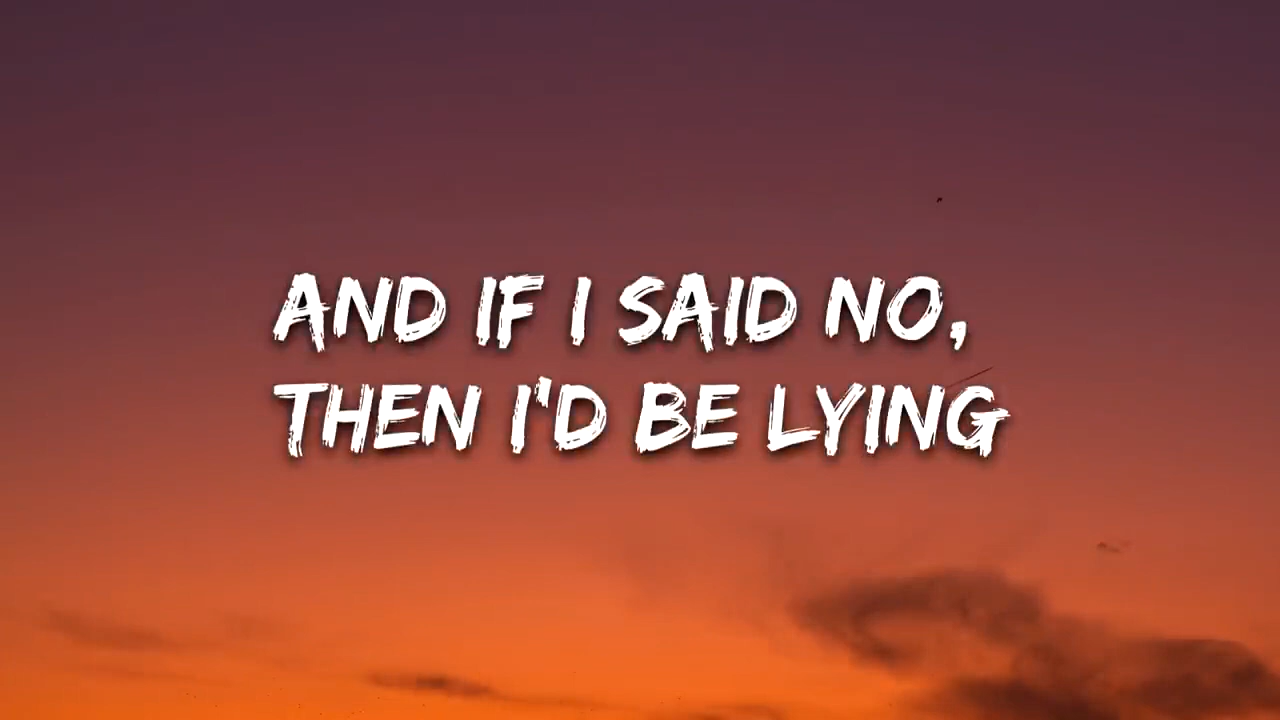 AND IF I SAID NO,
THEN I'D BE LYING